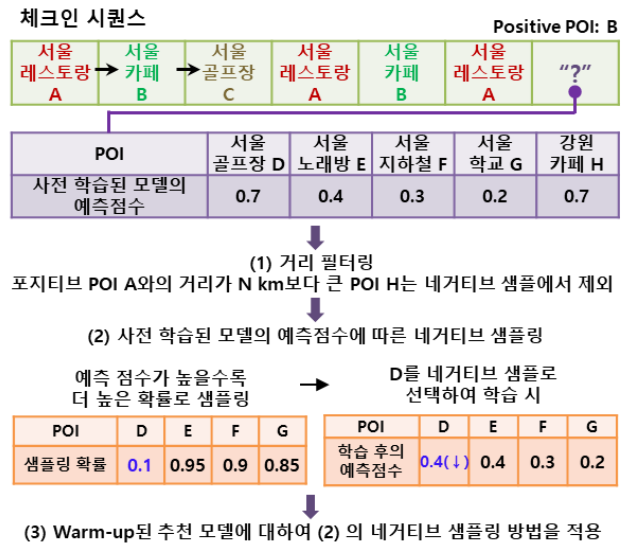 체크인 시퀀스
Positive POI: B
서울 레스토랑 A
서울 카페 B
서울 골프장 C
서울 레스토랑 A
서울 카페 B
서울 레스토랑 A
“?”
POI
서울 골프장 D
서울 노래방 E
서울 지하철 F
서울 학교 G
강원 카페 H
사전 학습된 모델의 예측점수
0.7
0.4
0.3
0.2
0.7
(1) 거리 필터링
포지티브 POI A와의 거리가 N km보다 큰 POI H는 네거티브 샘플에서 제외
(2) 사전 학습된 모델의 예측점수에 따른 네거티브 샘플링
예측 점수가 높을수록
더 높은 확률로 샘플링
D를 네거티브 샘플로
선택하여 학습 시
POI D E F G
샘플링 확률 0.1 0.95 0.9 0.85
POI D E F G
학습 후의 예측점수 0.4(↓) 0.4 0.3 0.2
(3) Warm-up된 추천 모델에 대하여 (2) 의 네거티브 샘플링 방법을 적용